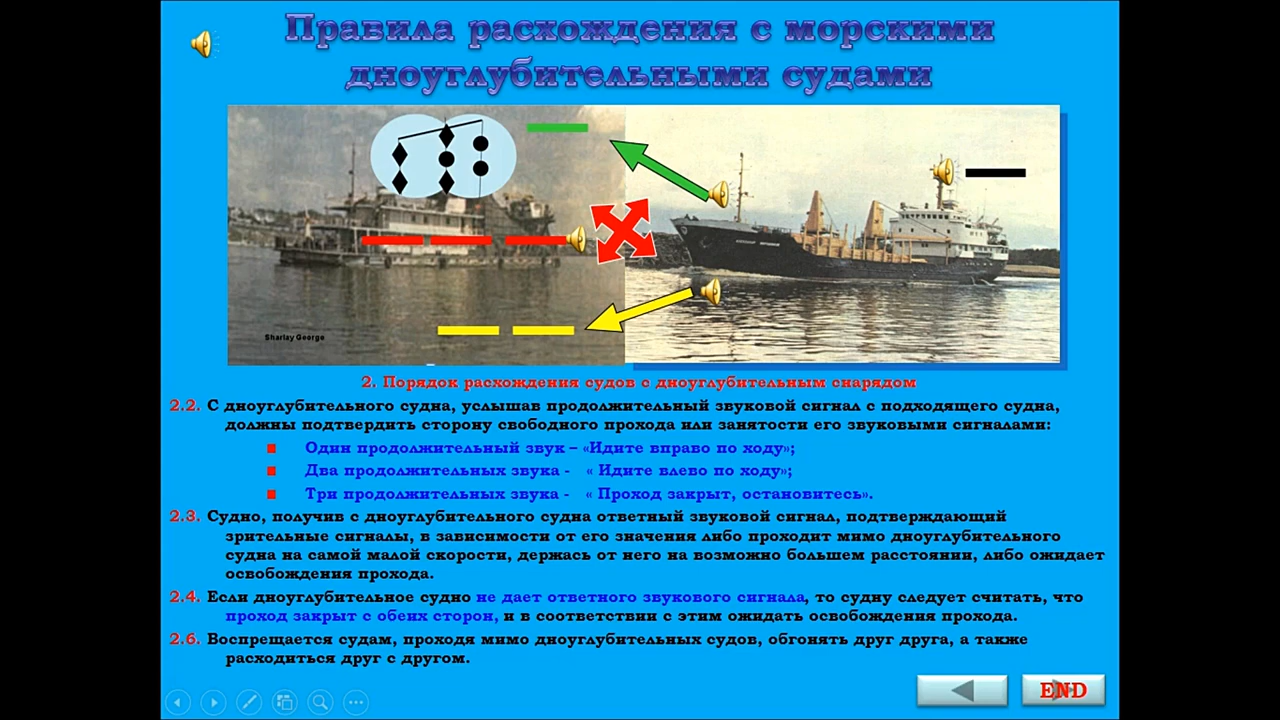 Правила расхождения с морскими
дноуглубительными судами
Sharlay George
2. Порядок расхождения судов с дноуглубительным снарядом
2.2. С дноуглубительного судна, услышав продолжительный звуковой сигнал с подходящего судна,
должны подтвердить сторону свободного прохода или занятости его звуковыми сигналами:
Один продолжительный звук – «Идите вправо по ходу»;
Два продолжительных звука - « Идите влево по ходу»;
Три продолжительных звука - « Проход закрыт, остановитесь».
2.3. Судно, получив с дноуглубительного судна ответный звуковой сигнал, подтверждающий
зрительные сигналы, в зависимости от его значения либо проходит мимо дноуглубительного
судна на самой малой скорости, держась от него на возможно большем расстоянии, либо ожидает
освобождения прохода.
2.4. Если дноуглубительное судно не дает ответного звукового сигнала, то судну следует считать, что
проход закрыт с обеих сторон, и в соответствии с этим ожидать освобождения прохода.
2.6. Воспрещается судам, проходя мимо дноуглубительных судов, обгонять друг друга, а также
расходиться друг с другом.
END